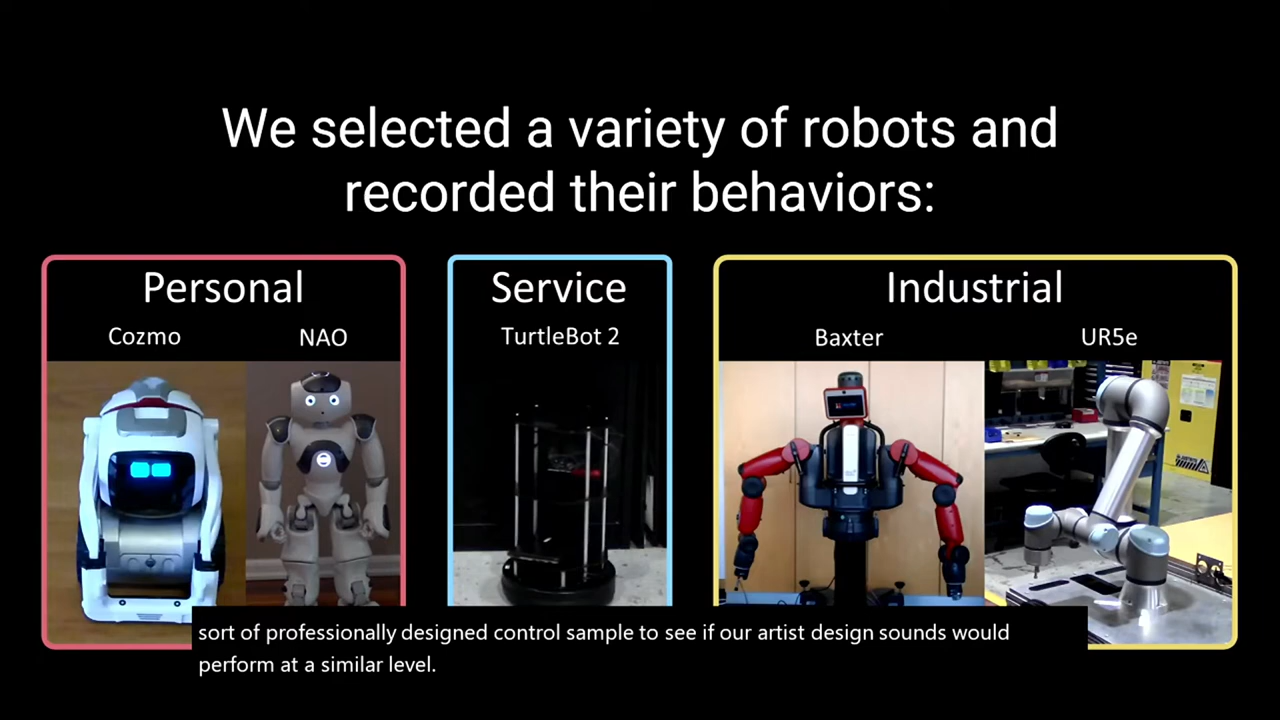 We selected a variety of robots and
recorded their behaviors:
Personal
Cozmo
NAO
Service
TurtleBot 2
Industrial
Baxter
UR5e
sort of professionally designed control sample to see if our artist design sounds would
perform at a similar level.